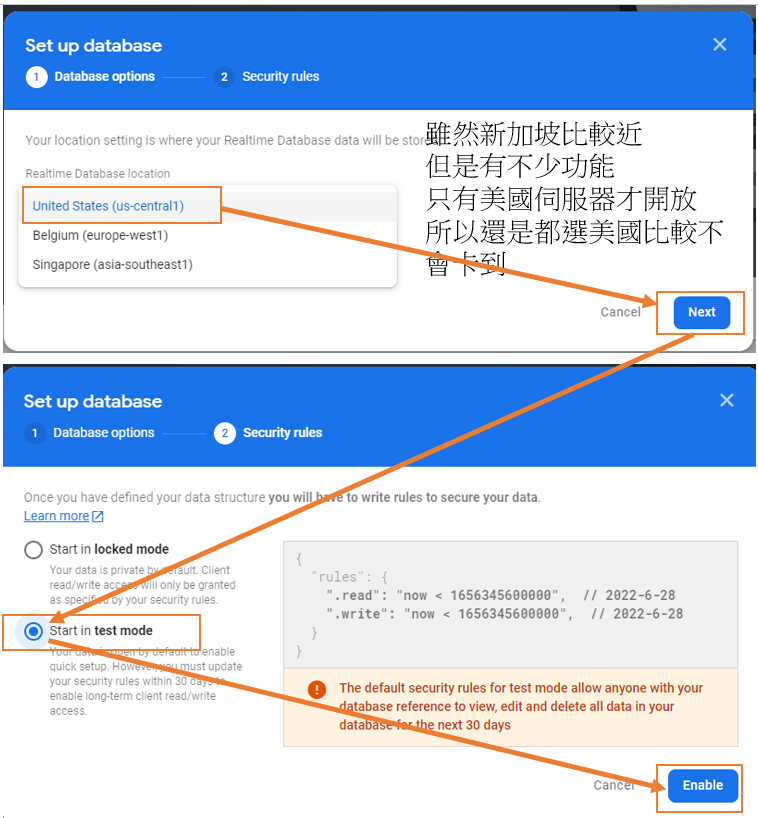 Set up database
1 Database options
2 Security rules
Your location setting is where your Realtime Database data will be store
雖然新加坡比較近
但是有不少功能
只有美國伺服器才開放
所以還是都選美國比較不
會卡到
Realtime Database location
United States (us-central1)
Belgium (europe-west1)
Singapore (asia-southeast1)
Cancel
Next
Set up database
1 Database options
2 Security rules
Once you have defined your data structure you will have to write rules to secure your data.
Learn more
Start in locked mode
Your data is private by default. Client
read/write access will only be granted
as specified by your security rules.
Start in test mode
Your data is open by default to enable
quick setup. However, you must update
your security rules within 30 days to
enable long-term client read/write
access.
{
"rules": {
".read": "now < 1656345600000", // 2022-6-28
".write": "now < 1656345600000", // 2022-6-28
}
}
The default security rules for test mode allow anyone with your
database reference to view, edit and delete all data in your
database for the next 30 days
Cancel
Enable